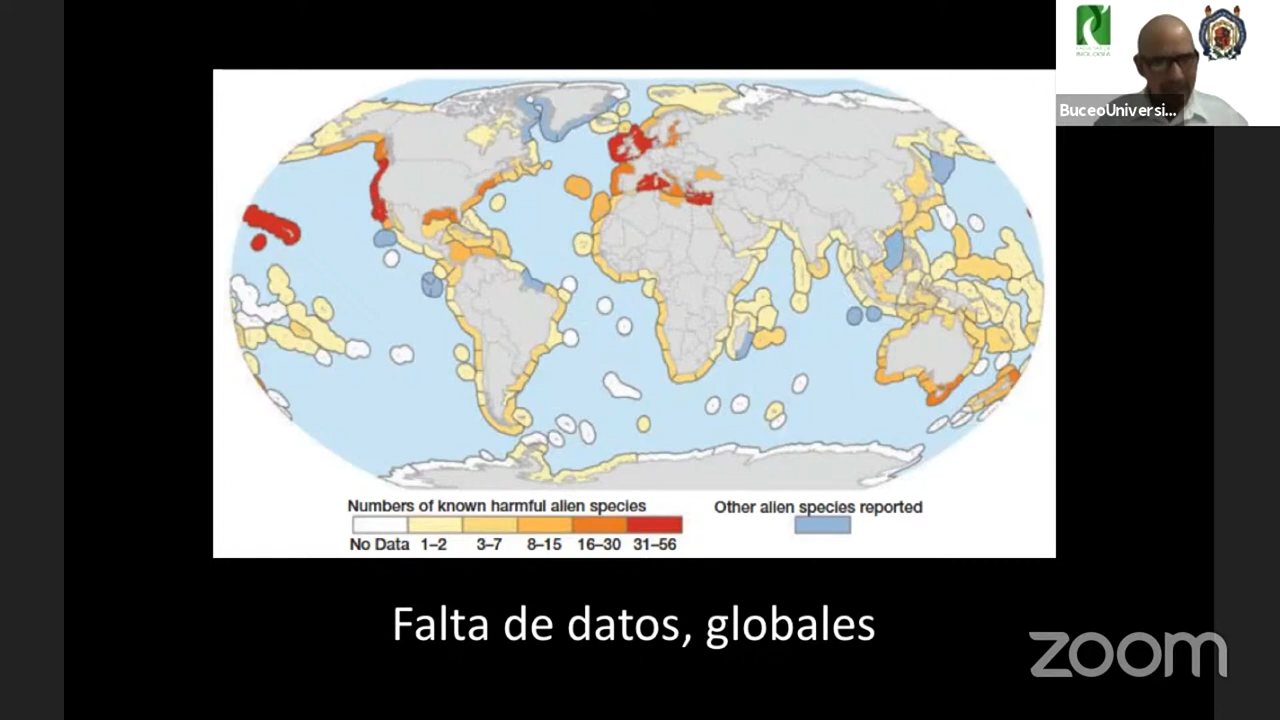 BuceoUniversi...
Numbers of known harmful alien species
Other alien species reported
No Data 1–2 3–7 8–15 16–30 31–56
Falta de datos, globales
zoom